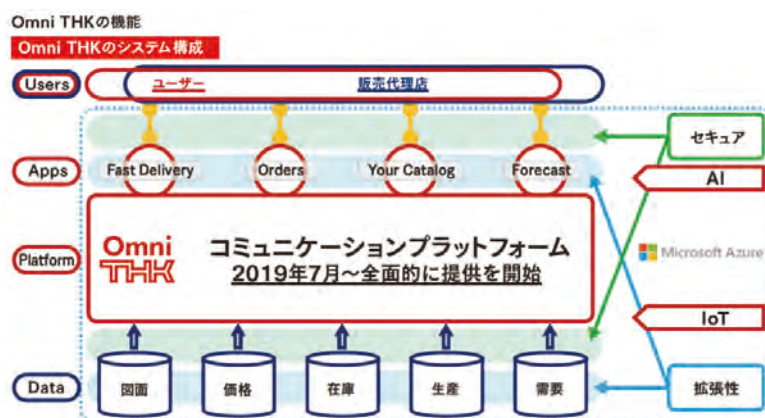 Omni THKの機能
Omni THKのシステム構成
Users
ユーザー
販売代理店
セキュア
Apps
Fast Delivery
Orders
Your Catalog
Forecast
AI
Platform
Omni
THK
コミュニケーションプラットフォーム
2019年7月～全面的に提供を開始
Microsoft Azure
IoT
Data
図面
価格
在庫
生産
需要
拡張性